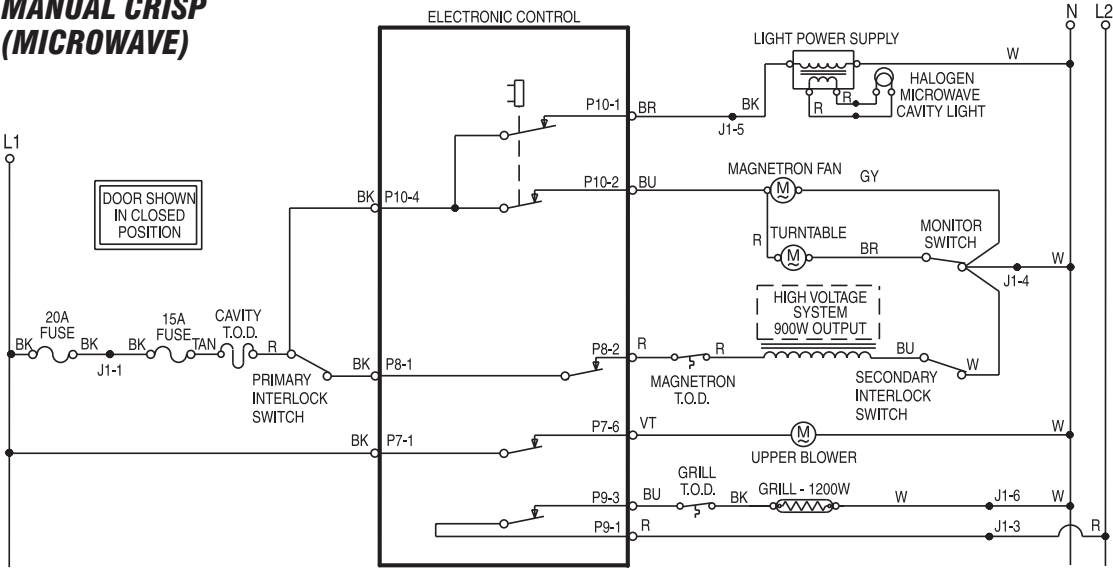 MANUAL CRISP
(MICROWAVE)
ELECTRONIC CONTROL
N
L2
LIGHT POWER SUPPLY
W
HALOGEN
MICROWAVE
CAVITY LIGHT
R
R
P10-1
BR
BK
J1-5
L1
DOOR SHOWN
IN CLOSED
POSITION
BK
P10-4
P10-2
BU
MAGNETRON FAN
M
GY
R
TURNTABLE
M
BR
MONITOR
SWITCH
W
J1-4
HIGH VOLTAGE
SYSTEM
900W OUTPUT
20A
FUSE
15A
FUSE
CAVITY
T.O.D.
BK
BK
BK
TAN
R
J1-1
PRIMARY
INTERLOCK
SWITCH
BK
P8-1
P8-2
R
R
MAGNETRON
T.O.D.
BU
W
SECONDARY
INTERLOCK
SWITCH
BK
P7-1
P7-6
VT
M
UPPER BLOWER
W
GRILL
T.O.D.
P9-3
BU
BK
GRILL - 1200W
W
J1-6
W
P9-1
R
J1-3
R